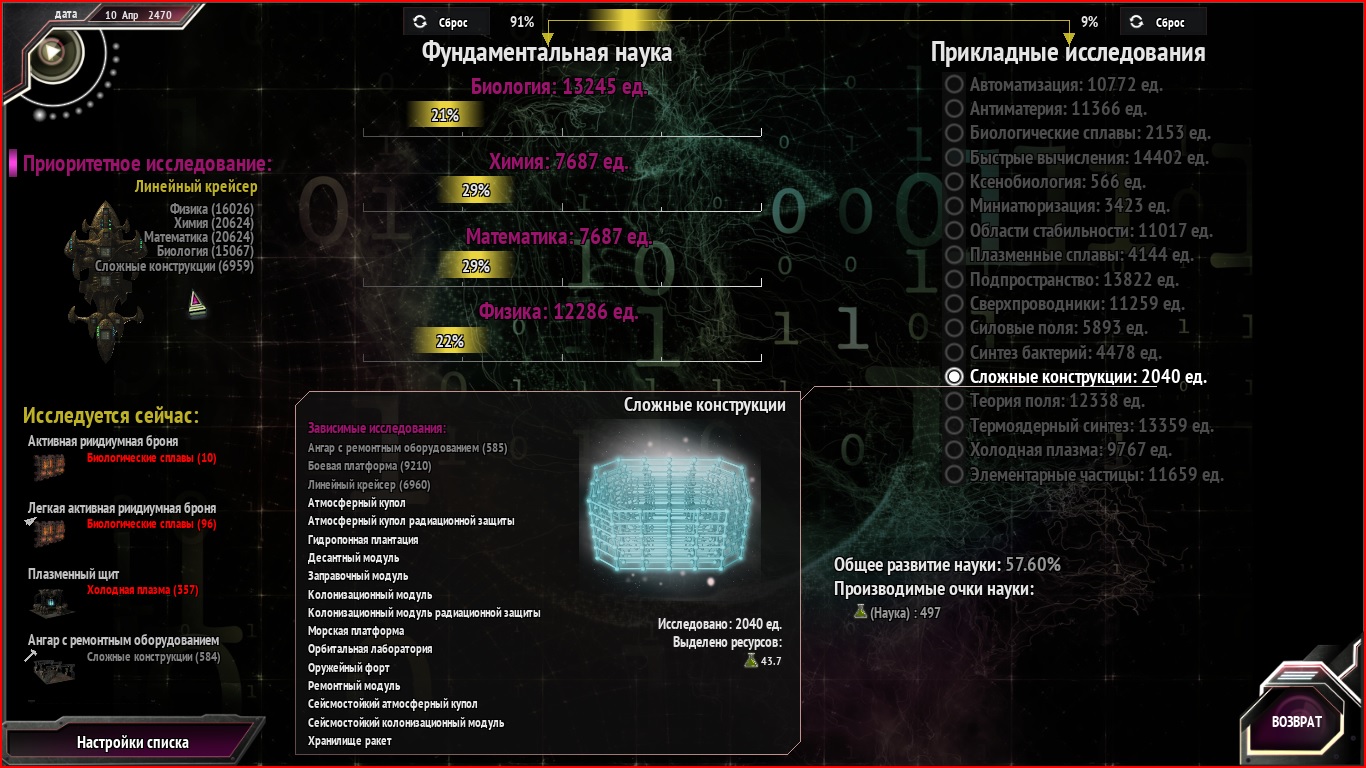 дата
10 Апр 2470
Сброс
91%
9%
Сброс
Фундаментальная наука
Биология: 13245 ед.
21%
Химия: 7687 ед.
29%
Математика: 7687 ед.
29%
Физика: 12286 ед.
22%
Прикладные исследования
Автоматизация: 10772 ед.
Антиматерия: 11366 ед.
Биологические сплавы: 2153 ед.
Быстрые вычисления: 14402 ед.
Ксенобиология: 566 ед.
Миниатюризация: 3423 ед.
Области стабильности: 11017 ед.
Плазменные сплавы: 4144 ед.
Подпространство: 13822 ед.
Сверхпроводники: 11259 ед.
Силовые поля: 5893 ед.
Синтез бактерий: 4478 ед.
Сложные конструкции: 2040 ед.
Теория поля: 12338 ед.
Термоядерный синтез: 13359 ед.
Холодная плазма: 9767 ед.
Элементарные частицы: 11659 ед.
Приоритетное исследование:
Линейный крейсер
Физика (16026)
Химия (20624)
Математика (20624)
Биология (15067)
Сложные конструкции (6959)
Исследуется сейчас:
Активная риидиумная броня
Биологические сплавы (10)
Легкая активная риидиумная броня
Биологические сплавы (96)
Плазменный щит
Холодная плазма (357)
Ангар с ремонтным оборудованием
Сложные конструкции (584)
Настройки списка
Сложные конструкции
Зависимые исследования:
Ангар с ремонтным оборудованием (585)
Боевая платформа (9210)
Линейный крейсер (6960)
Атмосферный купол
Атмосферный купол радиационной защиты
Гидропонная плантация
Десантный модуль
Заправочный модуль
Колонизационный модуль
Колонизационный модуль радиационной защиты
Морская платформа
Орбитальная лаборатория
Оружейный форт
Ремонтный модуль
Сейсмостойкий атмосферный купол
Сейсмостойкий колонизационный модуль
Хранилище ракет
Исследовано: 2040 ед.
Выделено ресурсов:
43.7
Общее развитие науки: 57.60%
Производимые очки науки:
(Наука) : 497
ВОЗВРАТ